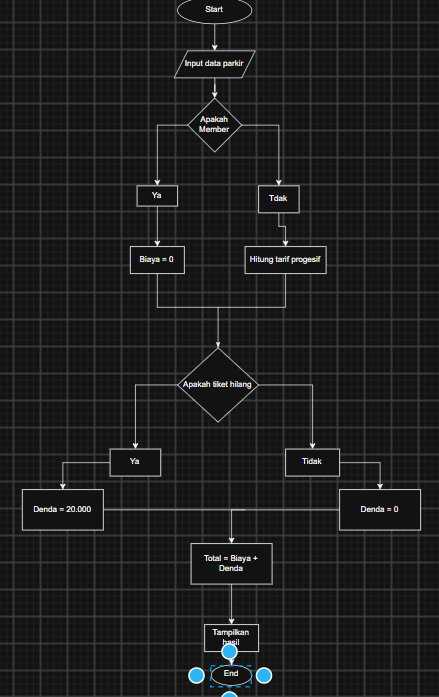 Start
Input data parkir
Apakah
Member
Ya
Tdak
Biaya = 0
Hitung tarif progesif
Apakah tiket hilang
Ya
Tidak
Denda = 20.000
Denda = 0
Total = Biaya +
Denda
Tampilkan
hasil
End